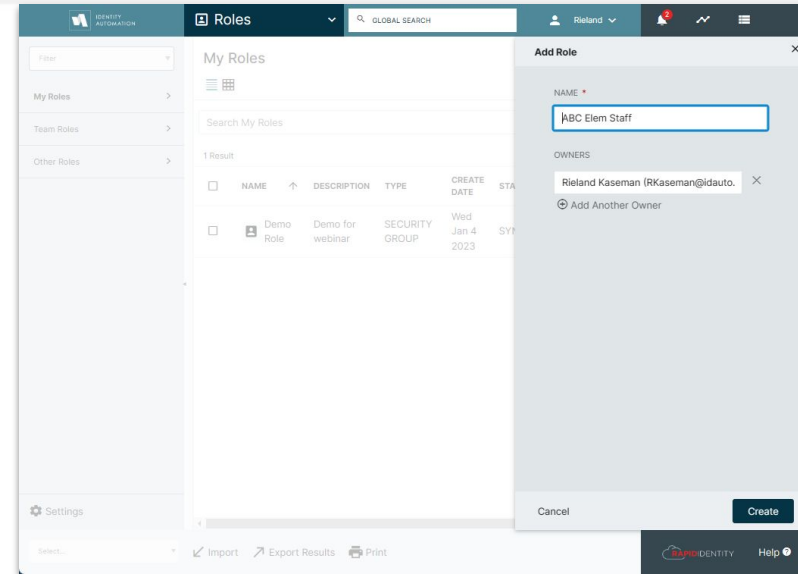 IDENTITY
AUTOMATION
Roles
GLOBAL SEARCH
Rieland
2
Filter
My Roles
Team Roles
Other Roles
Settings
Select...
My Roles
Search My Roles
1 Result
NAME DESCRIPTION TYPE CREATE DATE STA
Demo Role Demo for webinar SECURITY GROUP Wed Jan 4 2023 SYN
Import Export Results Print
Add Role
NAME *
ABC Elem Staff
OWNERS
Rieland Kaseman (RKaseman@idauto.
Add Another Owner
Cancel
Create
RAPIDIDENTITY
Help